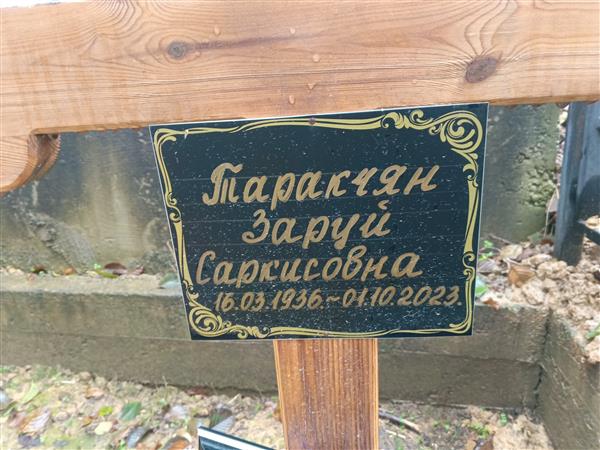 Таракчян
Заруй
Саркисовна
16.03.1936~01.10.2023.